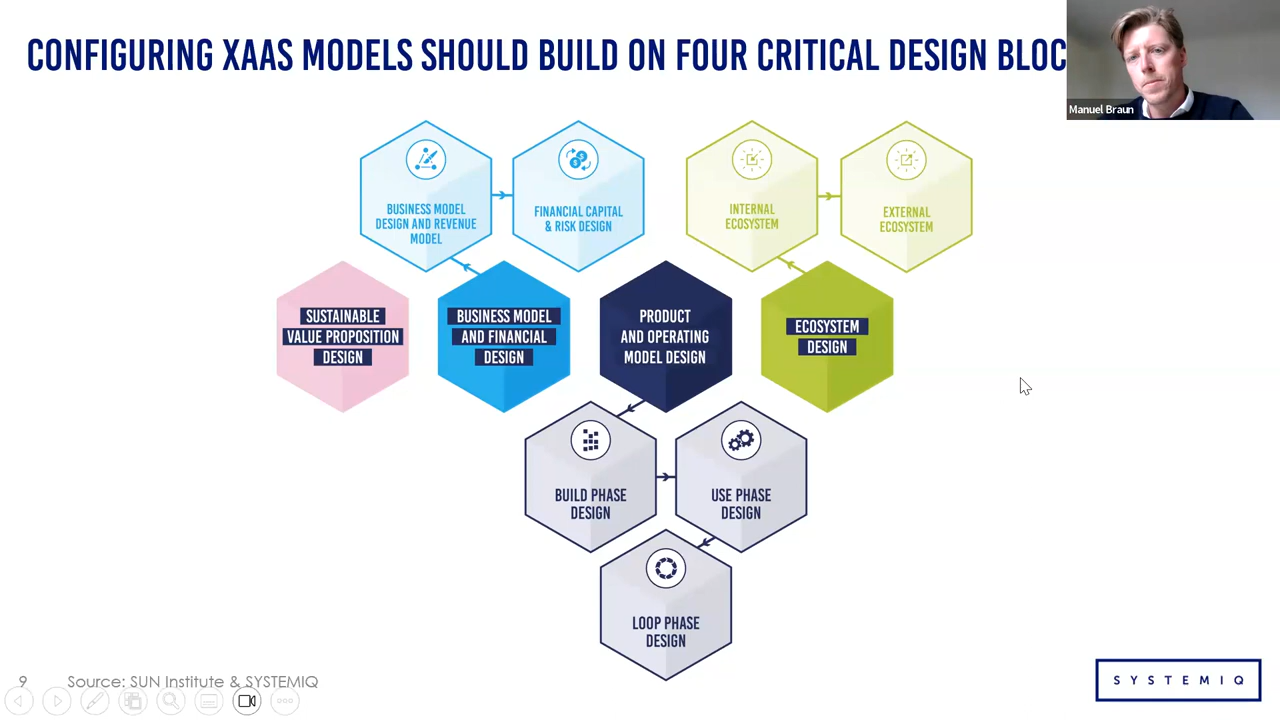 CONFIGURING XAAS MODELS SHOULD BUILD ON FOUR CRITICAL DESIGN BLOC
Manuel Braun
BUSINESS MODEL
DESIGN AND REVENUE
MODEL
FINANCIAL CAPITAL
& RISK DESIGN
INTERNAL
ECOSYSTEM
EXTERNAL
ECOSYSTEM
SUSTAINABLE
VALUE PROPOSITION
DESIGN
BUSINESS MODEL
AND FINANCIAL
DESIGN
PRODUCT
AND OPERATING
MODEL DESIGN
ECOSYSTEM
DESIGN
BUILD PHASE
DESIGN
USE PHASE
DESIGN
LOOP PHASE
DESIGN
9 Source: SUN Institute & SYSTEMIQ
SYSTEMIQ